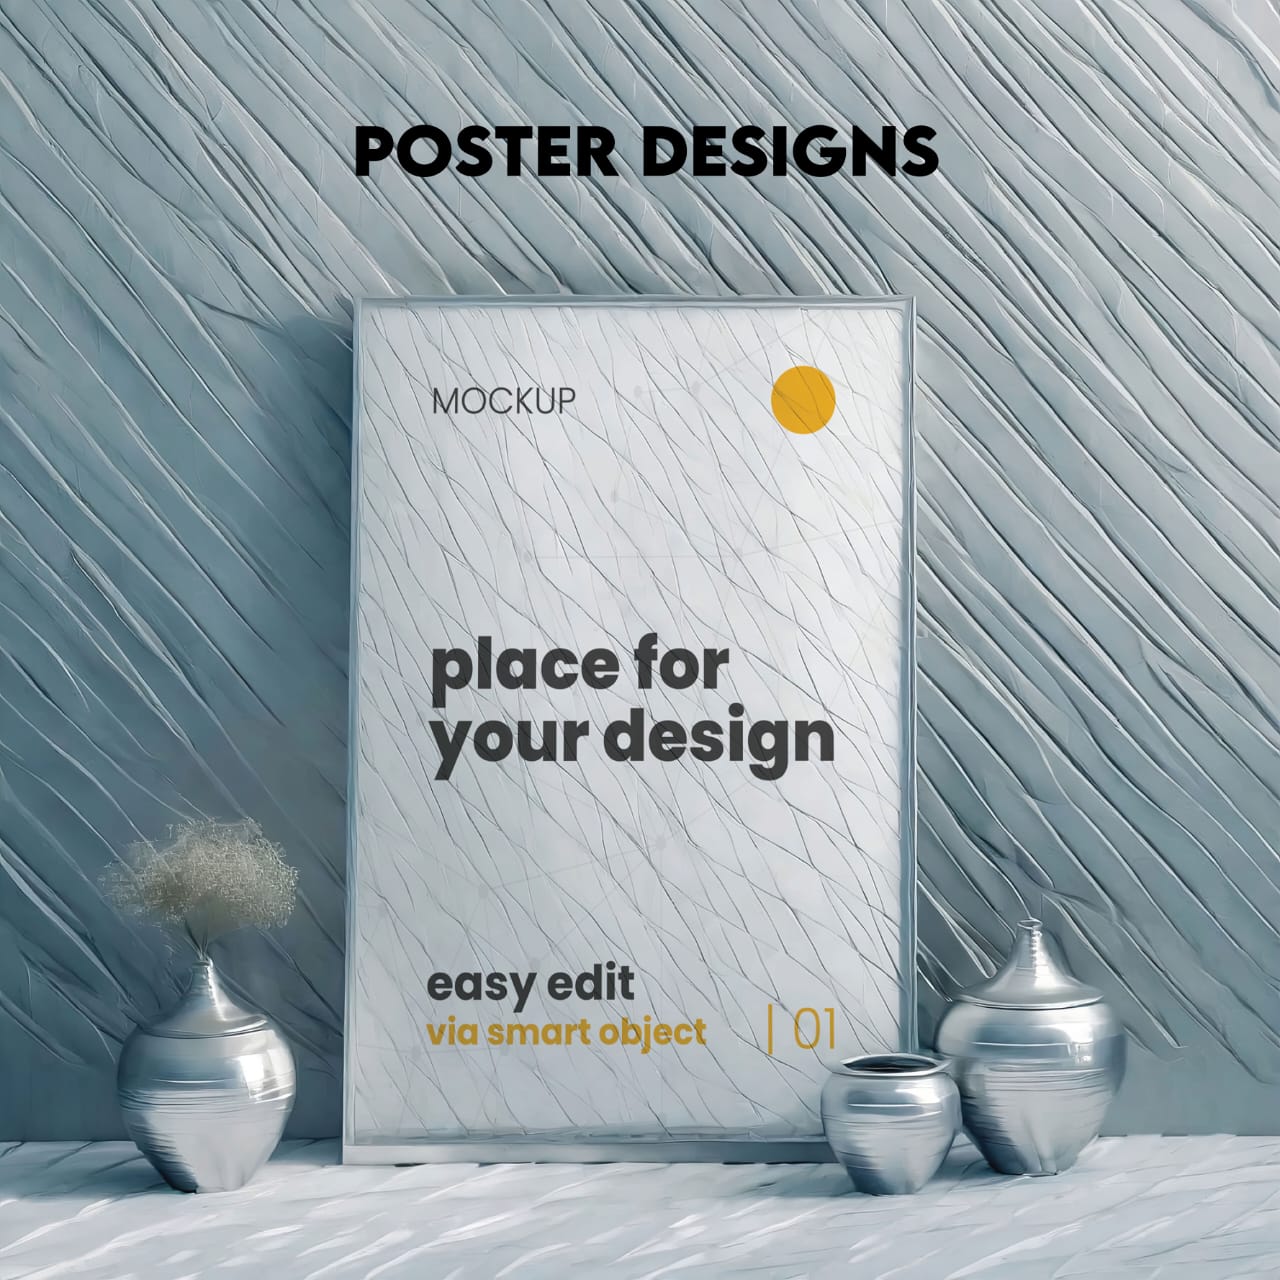 POSTER DESIGNS
MOCKUP
place for
your design
easy edit
via smart object
| 01